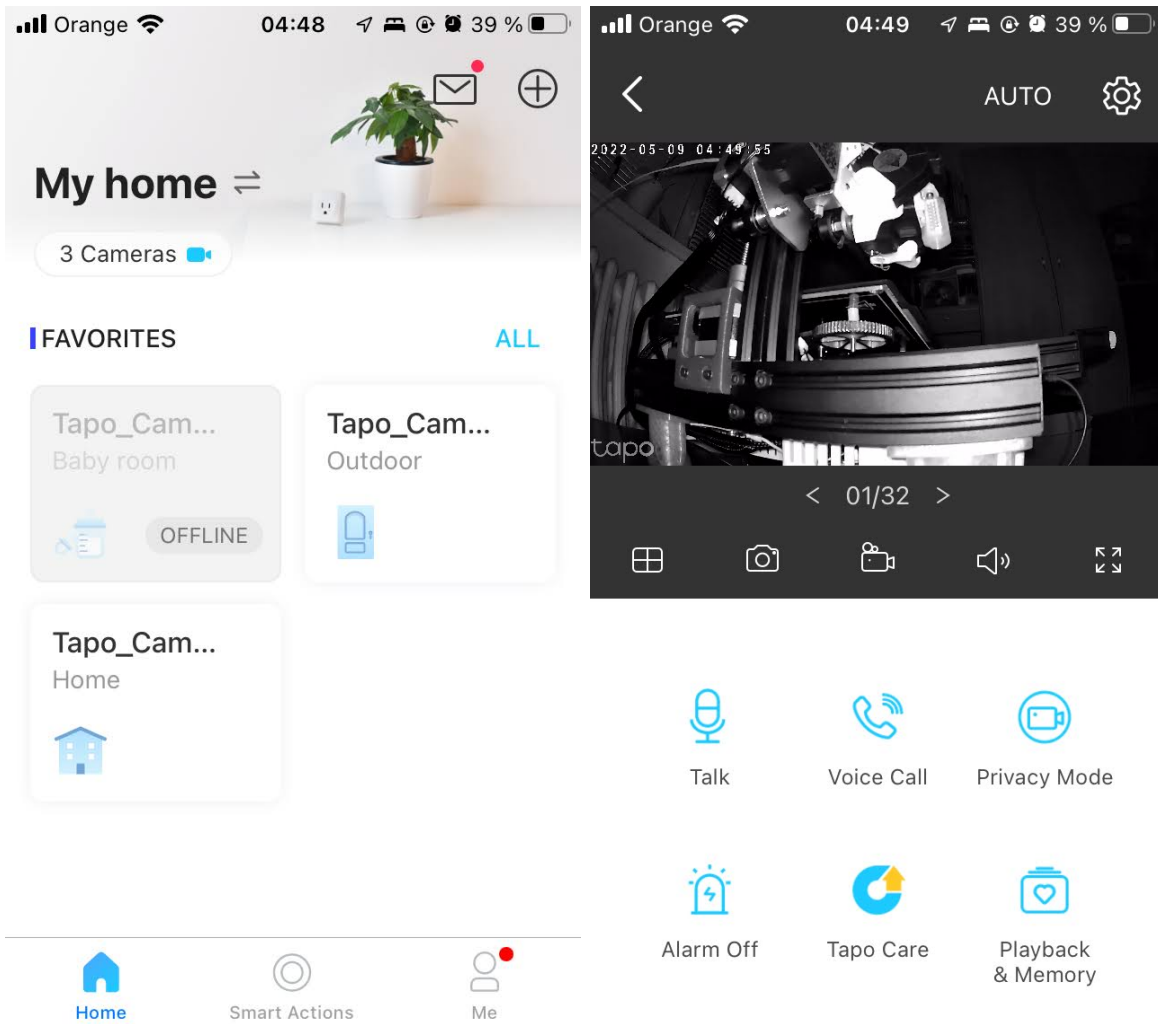 Orange 04:48 39 %
My home
3 Cameras
FAVORITES ALL
Tapo_Cam...
Baby room
OFFLINE
Tapo_Cam...
Outdoor
Tapo_Cam...
Home
Home Smart Actions Me
Orange 04:49 39 %
AUTO
2022-05-09 04:49:55
tapo
< 01/32 >
Talk Voice Call Privacy Mode
Alarm Off Tapo Care Playback
& Memory